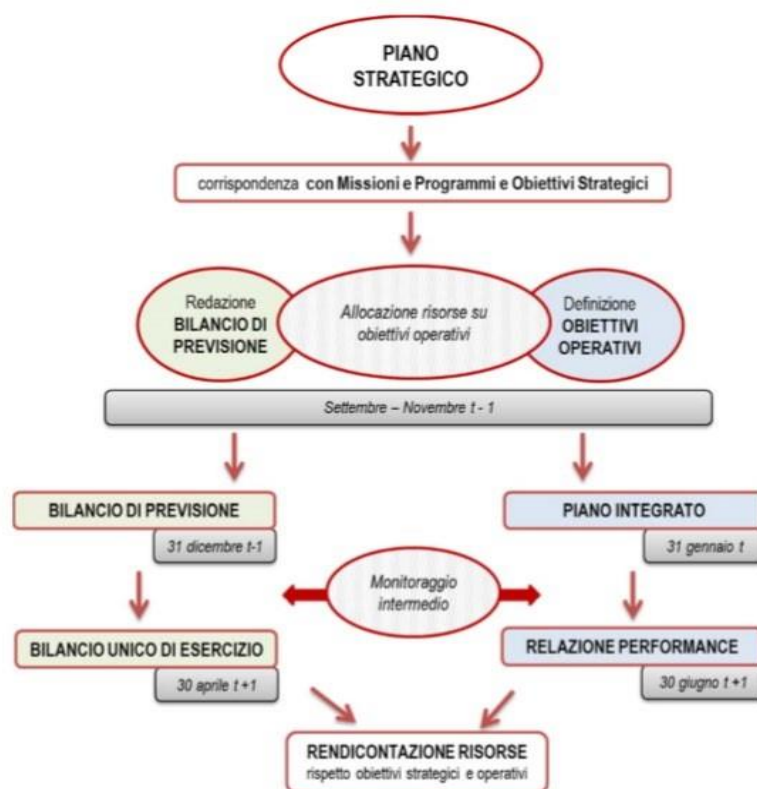 PIANO
STRATEGICO
corrispondenza con Missioni e Programmi e Obiettivi Strategici
Redazione
BILANCIO DI
PREVISIONE
Allocazione risorse su
obiettivi operativi
Definizione
OBIETTIVI
OPERATIVI
Settembre – Novembre t - 1
BILANCIO DI PREVISIONE
31 dicembre t-1
PIANO INTEGRATO
31 gennaio t
Monitoraggio
intermedio
BILANCIO UNICO DI ESERCIZIO
30 aprile t +1
RELAZIONE PERFORMANCE
30 giugno t +1
RENDICONTAZIONE RISORSE
rispetto obiettivi strategici e operativi